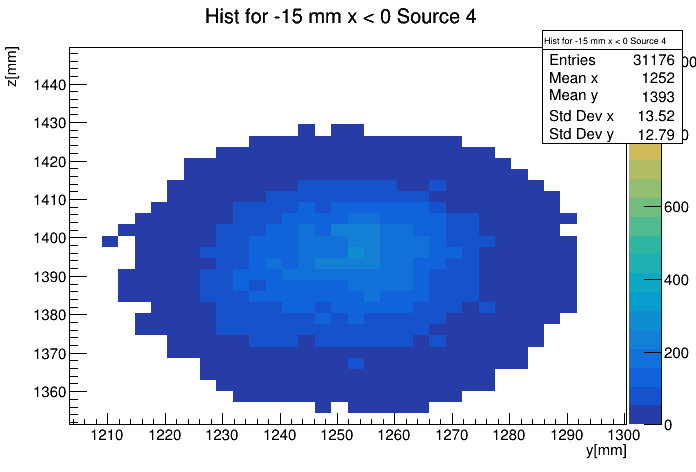 Hist for -15 mm x < 0 Source 4
z[mm]
Hist for -15 mm x < 0 Source 4
Entries 31176
Mean x 1252
Mean y 1393
Std Dev x 13.52
Std Dev y 12.79
1440
1430
1420
1410
1400
1390
1380
1370
1360
600
400
200
0
1210 1220 1230 1240 1250 1260 1270 1280 1290 1300
y[mm]